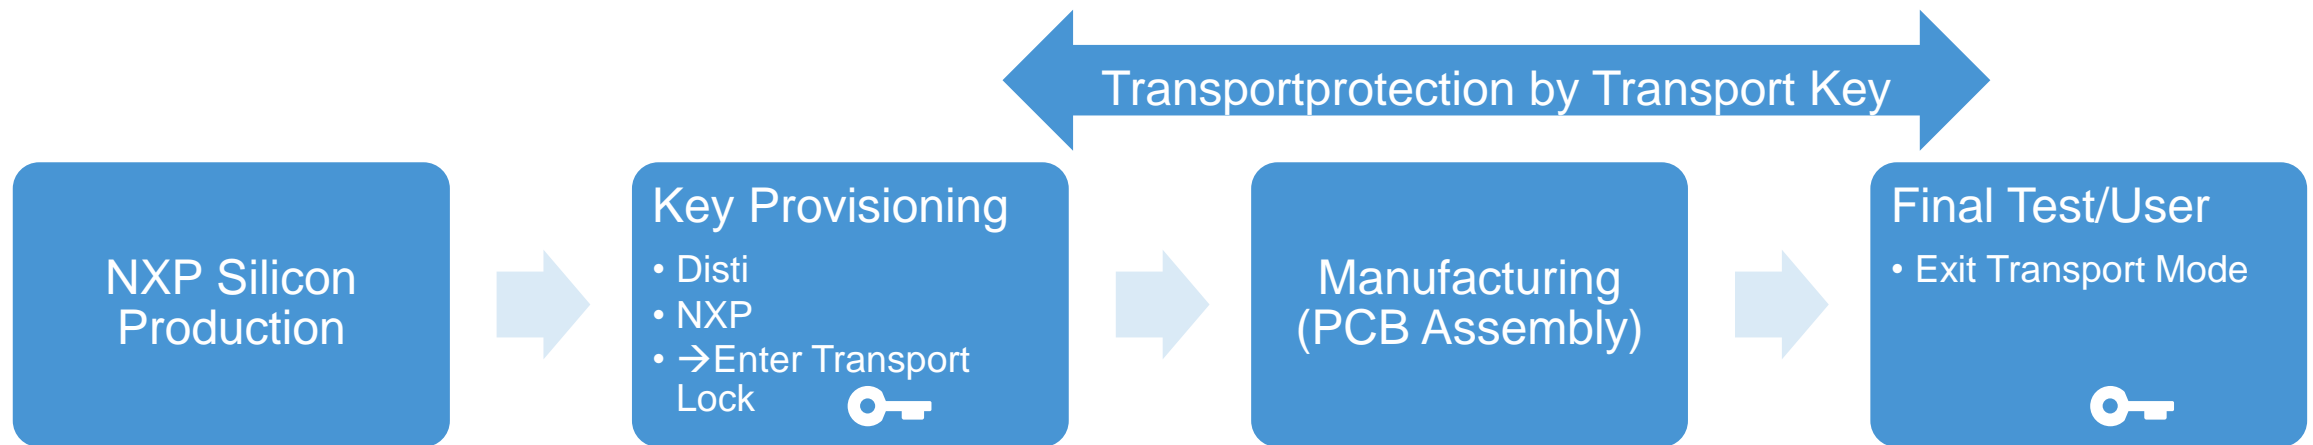 Transportprotection by Transport Key
NXP Silicon
Production
Key Provisioning
• Disti
• NXP
• →Enter Transport
Lock
Manufacturing
(PCB Assembly)
Final Test/User
• Exit Transport Mode